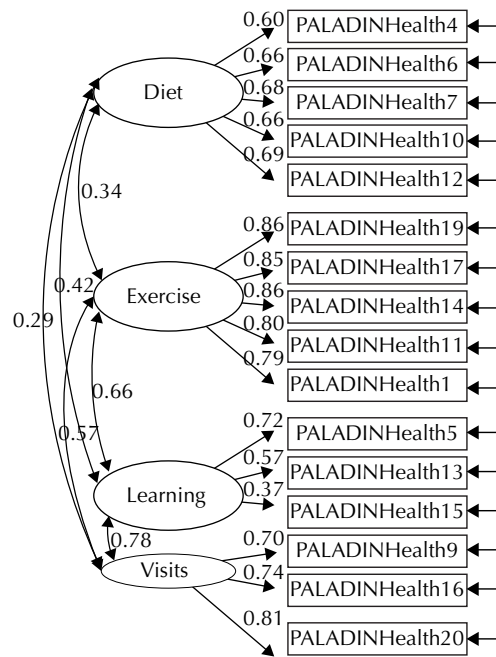 0.60 PALADINHealth4
0.66 PALADINHealth6
Diet
0.68 PALADINHealth7
0.66 PALADINHealth10
0.69 PALADINHealth12
0.34
0.86 PALADINHealth19
0.85 PALADINHealth17
0.42
Exercise
0.86 PALADINHealth14
0.29
0.80 PALADINHealth11
0.79 PALADINHealth1
0.66
0.72 PALADINHealth5
0.57
0.57 PALADINHealth13
Learning
0.37 PALADINHealth15
0.78
0.70 PALADINHealth9
Visits
0.74 PALADINHealth16
0.81 PALADINHealth20